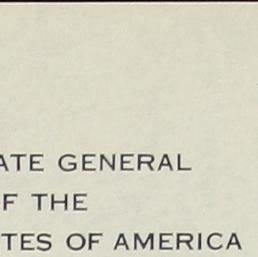 ATE GENERAL
F THE
TES OF AMERICA